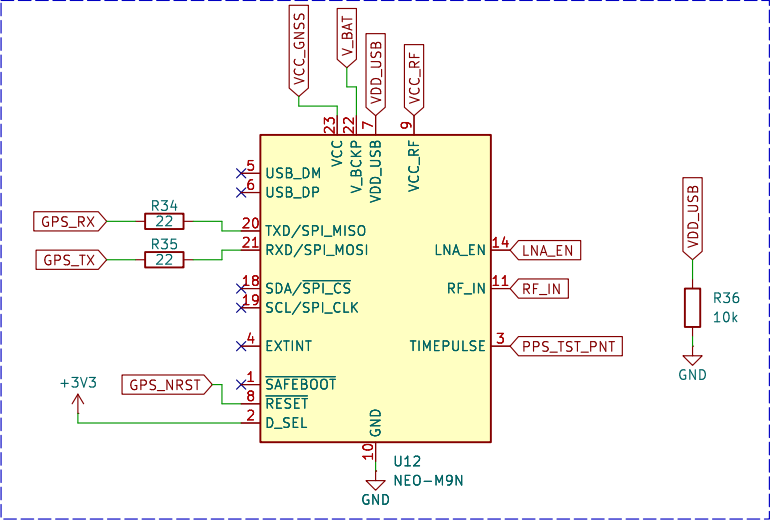 VCC_GNSS
V_BAT
VDD_USB
VCC_RF
23
22
7
9
VCC
V_BCKP
VDD_USB
VCC_RF
5 USB_DM
6 USB_DP
GPS_RX
R34
22
20 TXD/SPI_MISO
GPS_TX
R35
22
21 RXD/SPI_MOSI
18 SDA/SPI_CS
19 SCL/SPI_CLK
4 EXTINT
1 SAFEBOOT
GPS_NRST
8 RESET
+3V3
2 D_SEL
LNA_EN 14 LNA_EN
RF_IN 11 RF_IN
TIMEPULSE 3 PPS_TST_PNT
GND
10
GND
U12
NEO-M9N
VDD_USB
R36
10k
GND